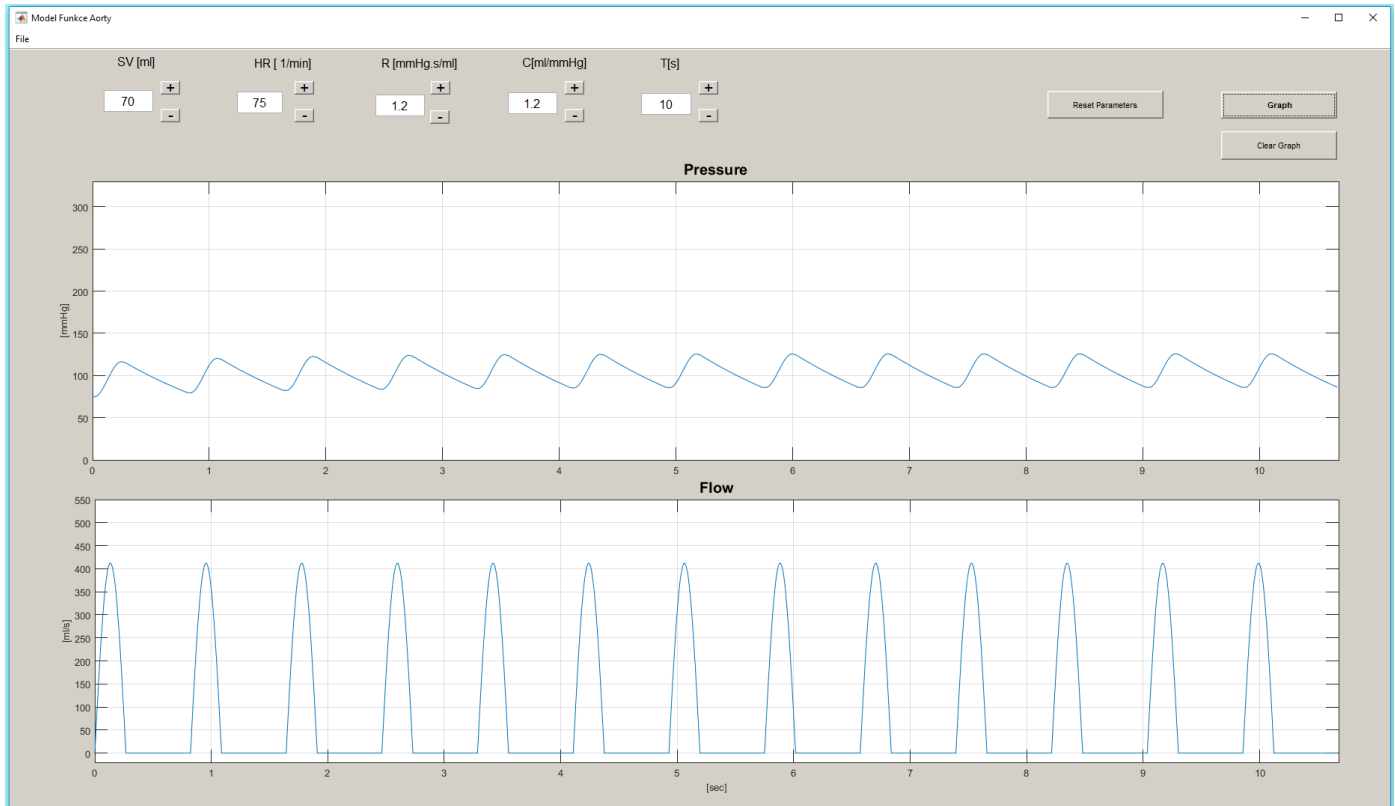 Model Funkce Aorty
File
SV [ml] HR [ 1/min] R [mmHg.s/ml] C[ml/mmHg] T[s]
+ + + + +
70 75 1.2 1.2 10
- - - - -
Reset Parameters Graph
Clear Graph
Pressure
300
250
200
150
100
50
0
[mmHg]
0 1 2 3 4 5 6 7 8 9 10
Flow
550
500
450
400
350
300
250
200
150
100
50
0
[ml/s]
0 1 2 3 4 5 6 7 8 9 10
[sec]